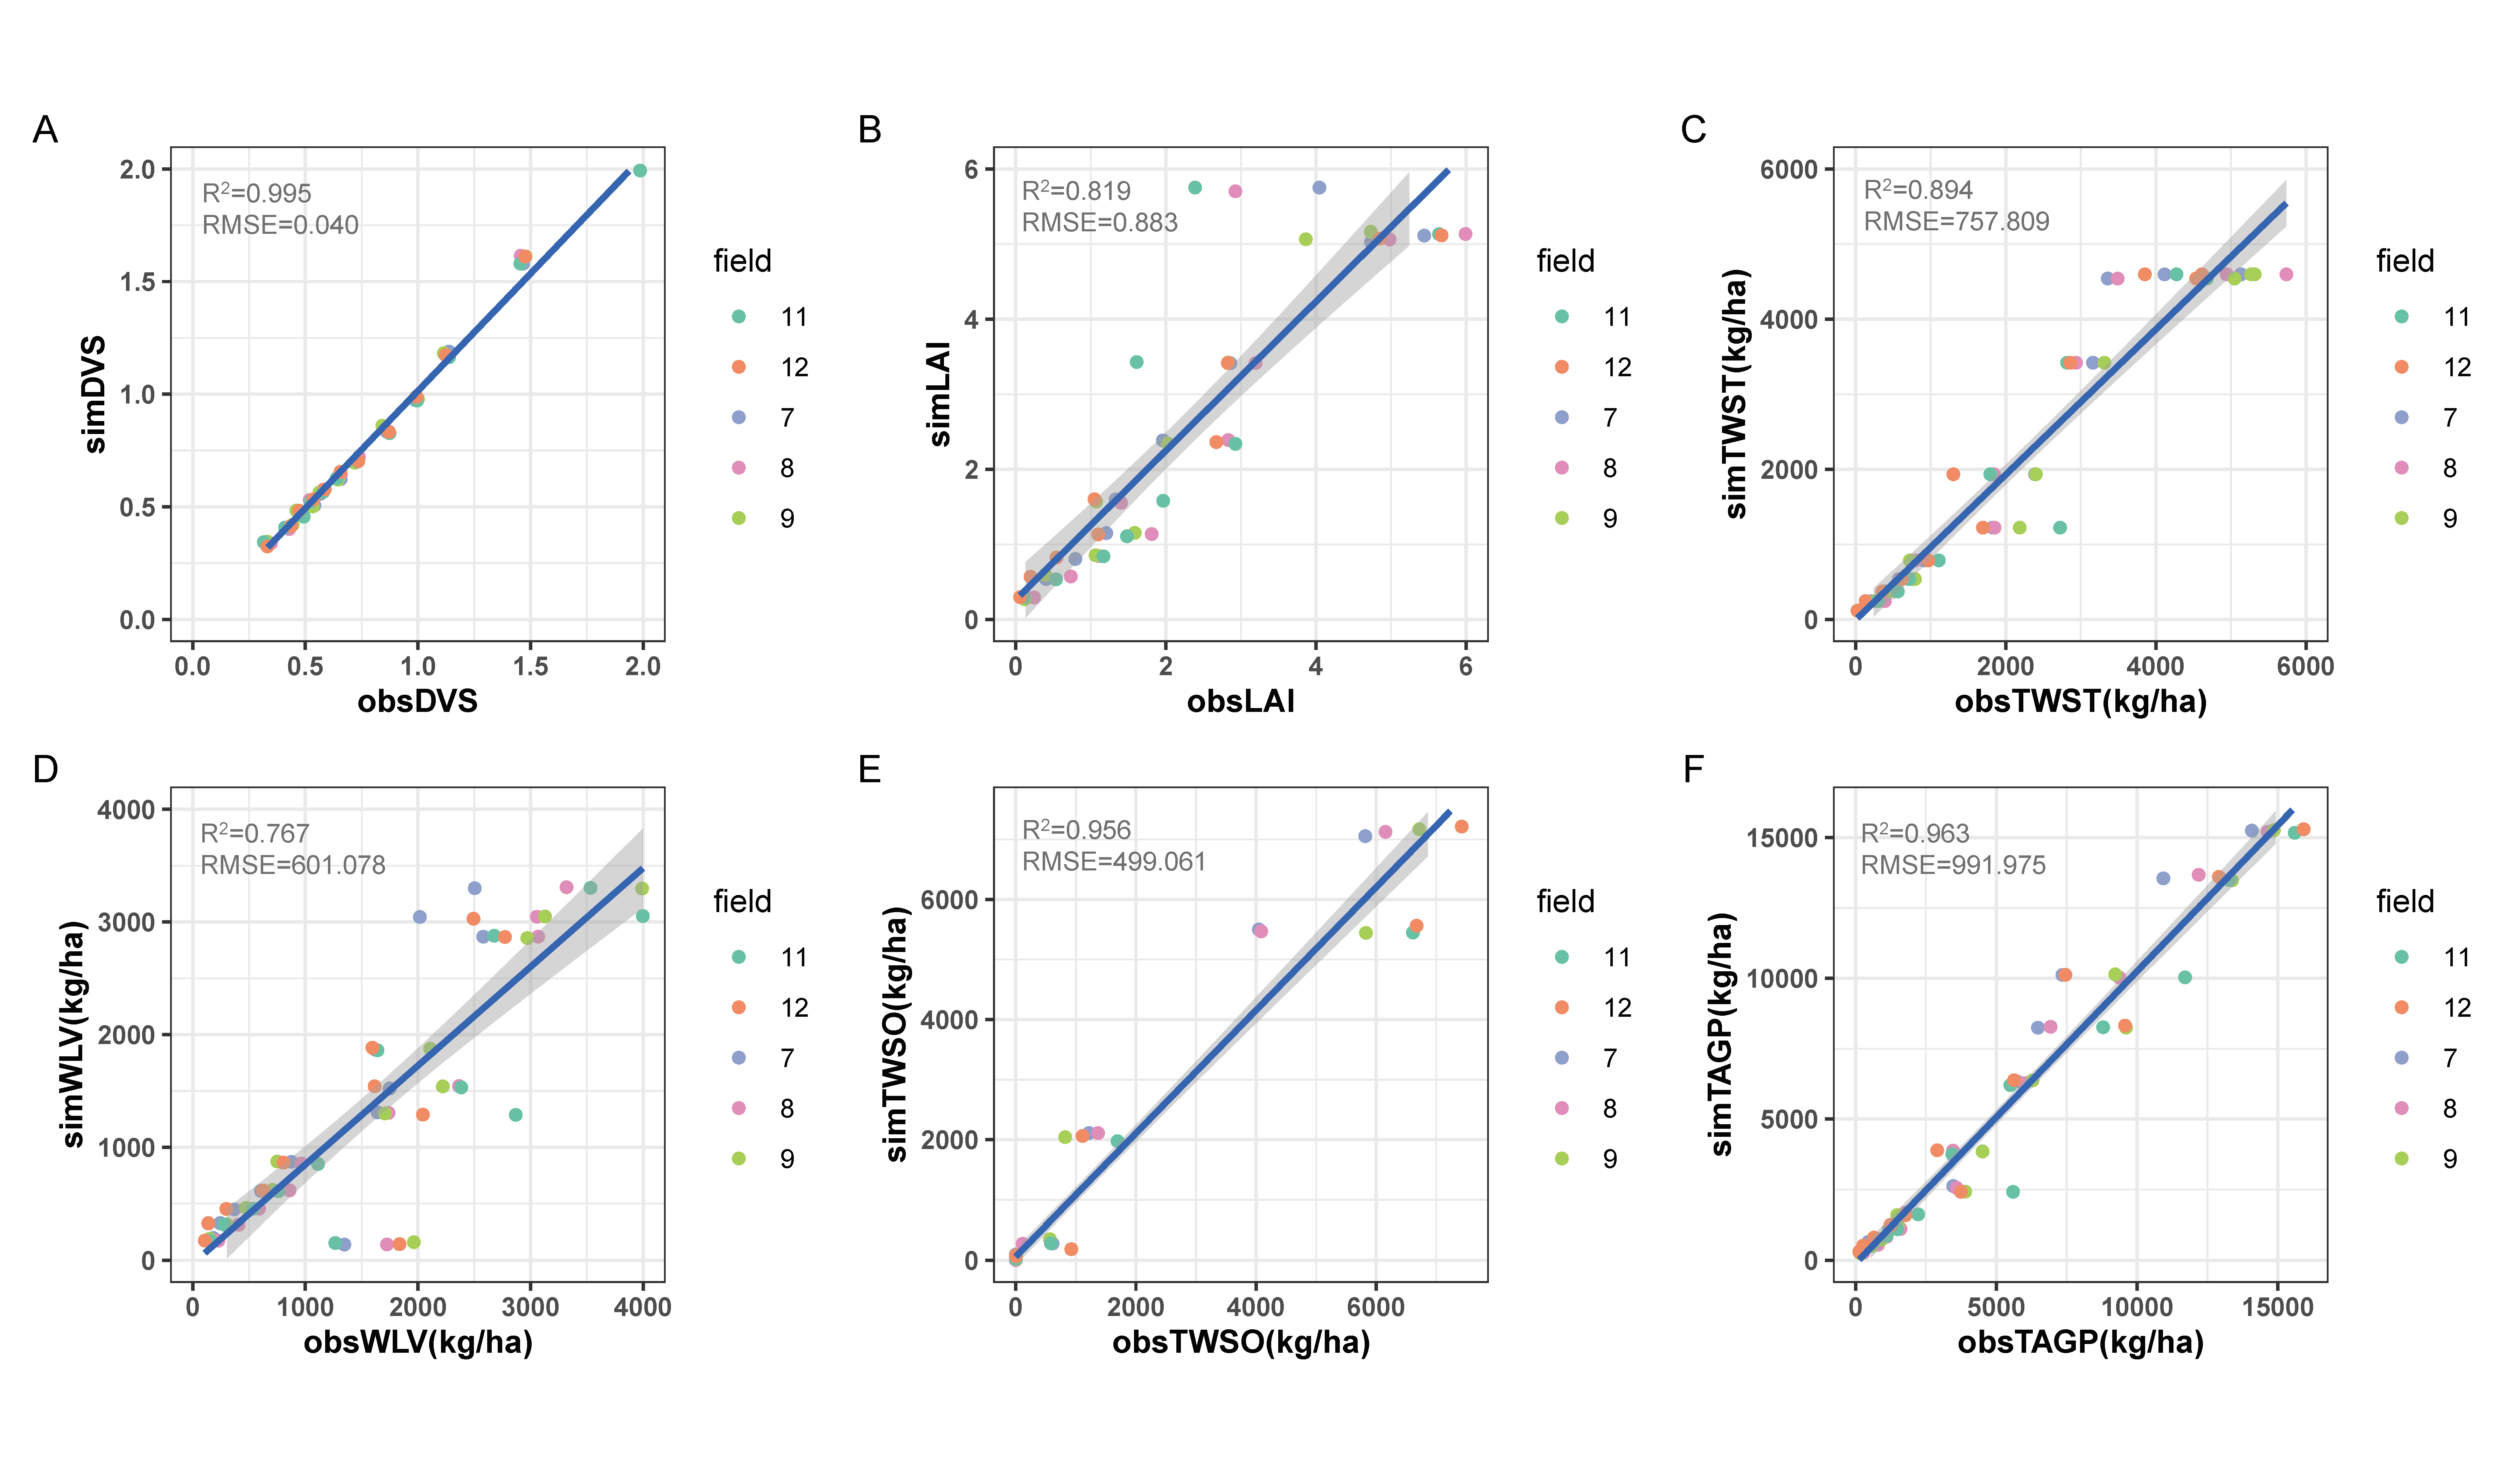 A
R²=0.995
RMSE=0.040
simDVS
2.0
1.5
1.0
0.5
0.0
0.0 0.5 1.0 1.5 2.0
obsDVS
field
11
12
7
8
9
B
R²=0.819
RMSE=0.883
simLAI
6
4
2
0
0 2 4 6
obsLAI
field
11
12
7
8
9
C
R²=0.894
RMSE=757.809
simTWST(kg/ha)
6000
4000
2000
0
0 2000 4000 6000
obsTWST(kg/ha)
field
11
12
7
8
9
D
R²=0.767
RMSE=601.078
simWLV(kg/ha)
4000
3000
2000
1000
0
0 1000 2000 3000 4000
obsWLV(kg/ha)
field
11
12
7
8
9
E
R²=0.956
RMSE=499.061
simTWSO(kg/ha)
6000
4000
2000
0
0 2000 4000 6000
obsTWSO(kg/ha)
field
11
12
7
8
9
F
R²=0.963
RMSE=991.975
simTAGP(kg/ha)
15000
10000
5000
0
0 5000 10000 15000
obsTAGP(kg/ha)
field
11
12
7
8
9